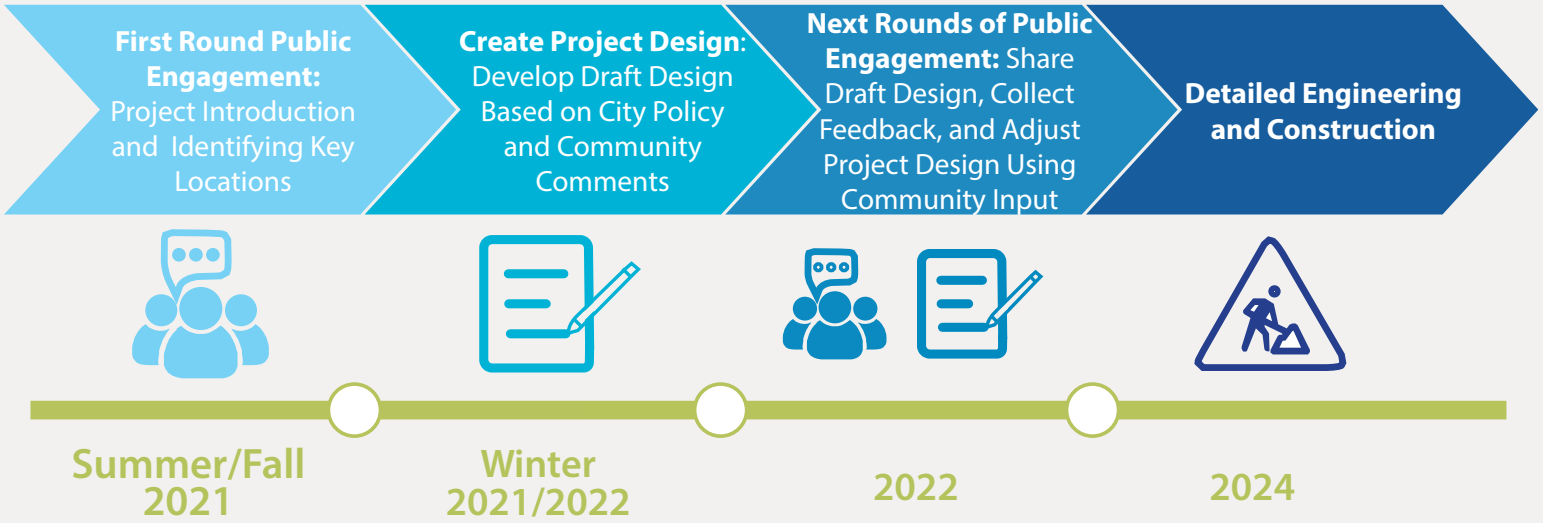 First Round Public
Engagement:
Project Introduction
and Identifying Key
Locations
Create Project Design:
Develop Draft Design
Based on City Policy
and Community
Comments
Next Rounds of Public
Engagement: Share
Draft Design, Collect
Feedback, and Adjust
Project Design Using
Community Input
Detailed Engineering
and Construction
Summer/Fall
2021
Winter
2021/2022
2022
2024